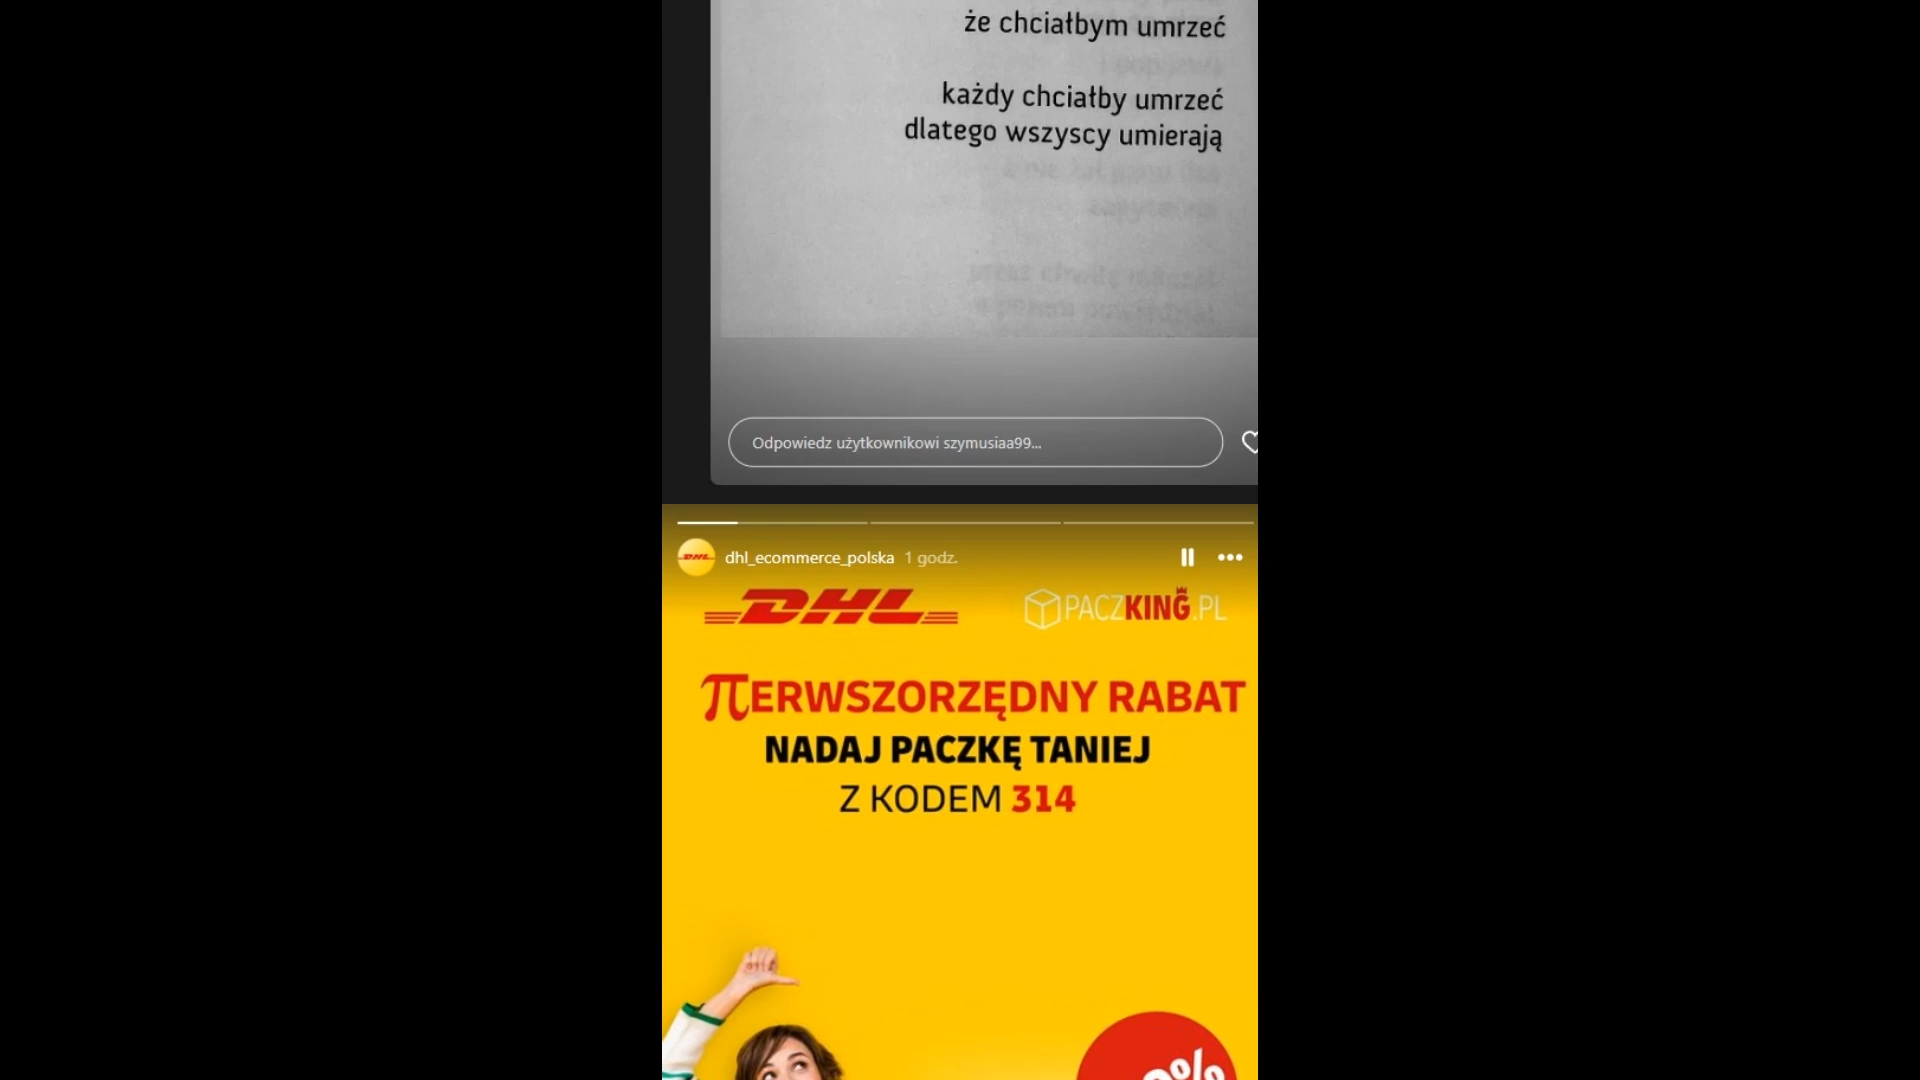 że chciałbym umrzeć
każdy chciałby umrzeć
dlatego wszyscy umierają
Odpowiedz użytkownikowi szymusiaa99...
dhl_ecommerce_polska 1 godz.
DHL
DHL PACZKING.PL
πERWSZORZĘDNY RABAT
NADAJ PACZKĘ TANIEJ
Z KODEM 314